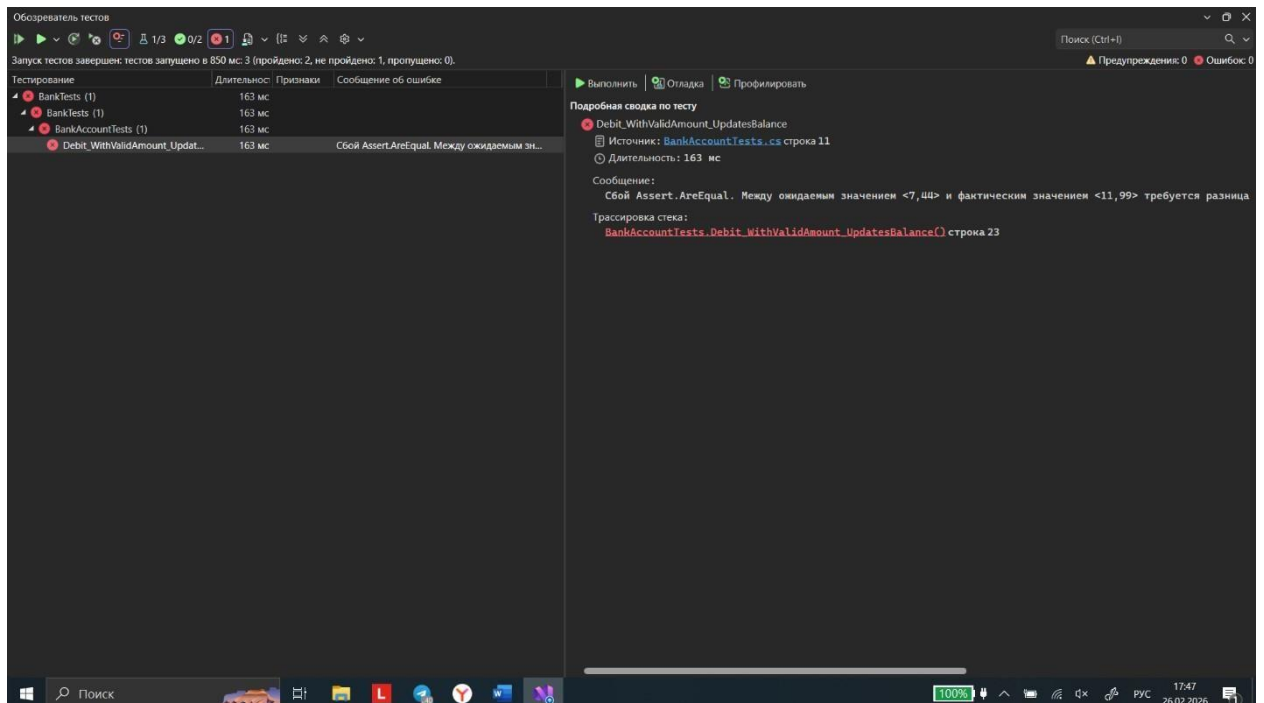 Обозреватель тестов
1/3 0/2 1
Поиск (Ctrl+I)
Запуск тестов завершен: тестов запущено в 850 мс: 3 (пройдено: 2, не пройдено: 1, пропущено: 0).
Предупреждения: 0 Ошибок: 0
Тестирование Длительнос Признаки Сообщение об ошибке
BankTests (1) 163 мс
BankTests (1) 163 мс
BankAccountTests (1) 163 мс
Debit_WithValidAmount_Updat... 163 мс Сбой Assert.AreEqual. Между ожидаемым зн...
Выполнить Отладка Профилировать
Подробная сводка по тесту
Debit_WithValidAmount_UpdatesBalance
Источник: BankAccountTests.cs строка 11
Длительность: 163 мс
Сообщение:
Сбой Assert.AreEqual. Между ожидаемым значением <7,44> и фактическим значением <11,99> требуется разница
Трассировка стека:
BankAccountTests.Debit_WithValidAmount_UpdatesBalance() строка 23
Поиск
L
W
100%
РУС
17:47
26.02.2026